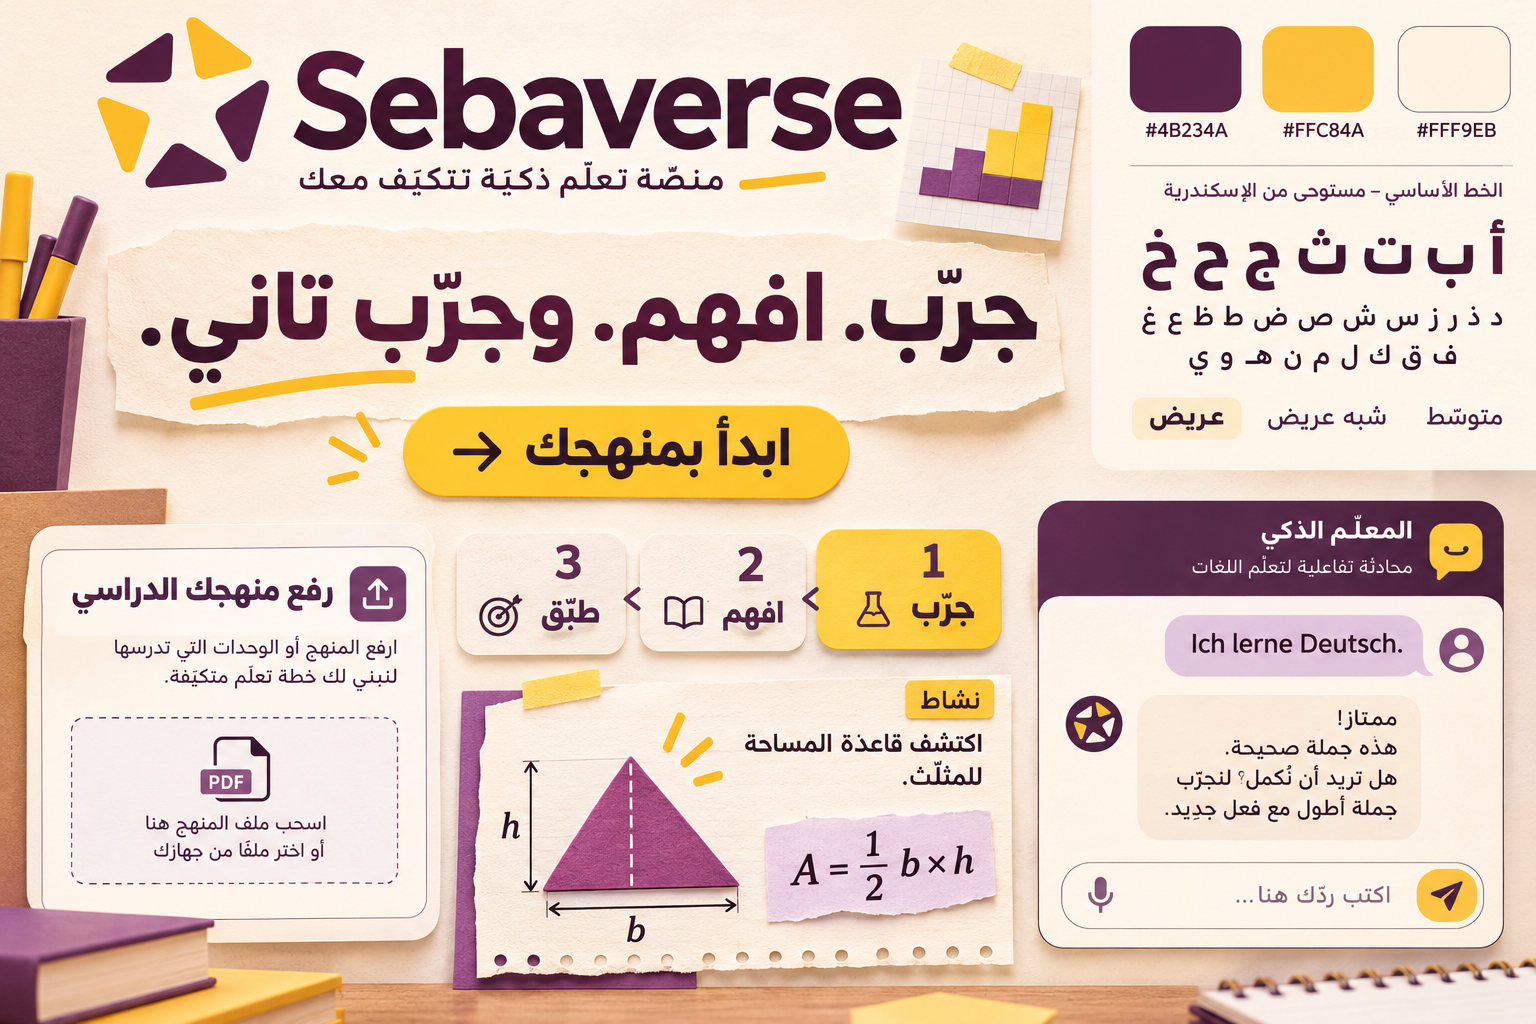 Sebaverse
منصّة تعلّم ذكيَة تتكيَف معك
#4B234A
#FFC84A
#FFF9EB
الخط الأساسي – مستوحى من الإسكندرية
أ ب ت ث ج ح خ
د ذ ر ز س ش ص ض ط ظ ع غ
ف ق ك ل م ن هـ و ي
متوسّط
شبه عريض
عريض
جرّب. افهم. وجرّب تاني.
ابدأ بمنهجك →
1
جرّب
2
افهم
3
طبّق
رفع منهجك الدراسي
ارفع المنهج أو الوحدات التي تدرسها
لنبني لك خطة تعلَم متكيَفة.
PDF
اسحب ملف المنهج هنا
أو اختر ملفًا من جهازك
نشاط
اكتشف قاعدة المساحة
للمثلّث.
h
b
A = 1/2 b × h
المعلّم الذكي
محادثة تفاعلية لتعلّم اللغات
Ich lerne Deutsch.
ممتاز!
هذه جملة صحيحة.
هل تريد أن نُكمل؟ لنجرّب
جملة أطول مع فعل جديد.
اكتب ردّك هنا...